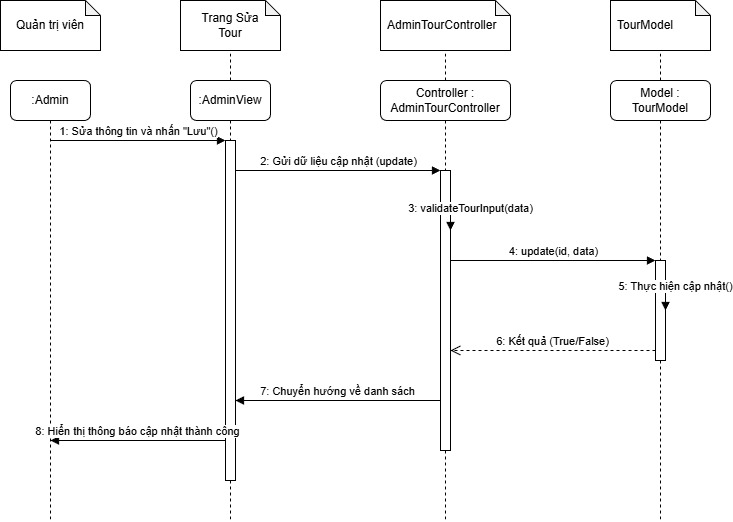 Quản trị viên
Trang Sửa
Tour
AdminTourController
TourModel
:Admin
:AdminView
Controller :
AdminTourController
Model :
TourModel
1: Sửa thông tin và nhấn "Lưu"()
2: Gửi dữ liệu cập nhật (update)
3: validateTourInput(data)
4: update(id, data)
5: Thực hiện cập nhật()
6: Kết quả (True/False)
7: Chuyển hướng về danh sách
8: Hiển thị thông báo cập nhật thành công